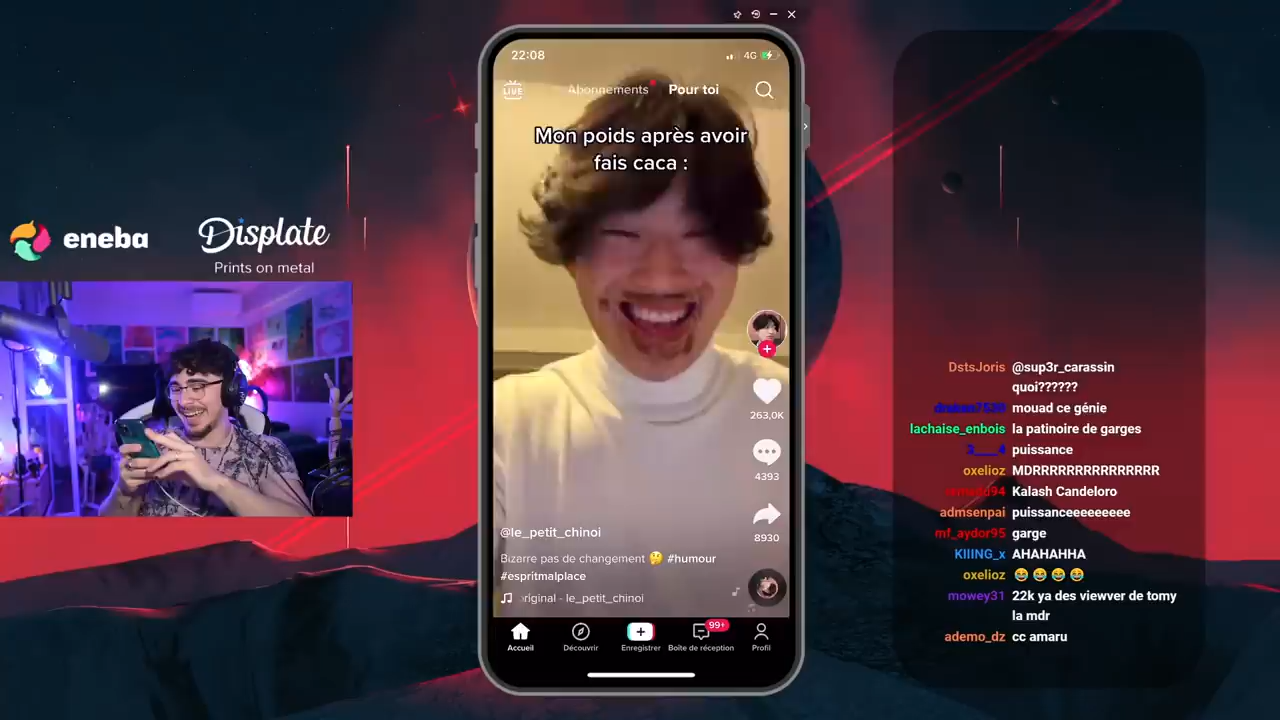 22:08
4G
LIVE
Abonnements
Pour toi
Mon poids après avoir
fais caca :
eneba
Displate
Prints on metal
263,0K
4393
8930
@le_petit_chinoi
Bizarre pas de changement 🤔 #humour
#espritmalplace
original - le_petit_chinoi
Accueil
Découvrir
Enregistrer
99+
Boîte de réception
Profil
DstsJoris @sup3r_carassin
quoi??????
mouad ce génie
lachaise_enbois la patinoire de garges
2____4 puissance
oxelioz MDRRRRRRRRRRRRRRR
Kalash Candeloro
admsenpai puissanceeeeeeeee
mf_aydor95 garge
KIIING_x AHAHAHHA
oxelioz 😂 😂 😂 😂
mowey31 22k ya des viewver de tomy
la mdr
ademo_dz cc amaru